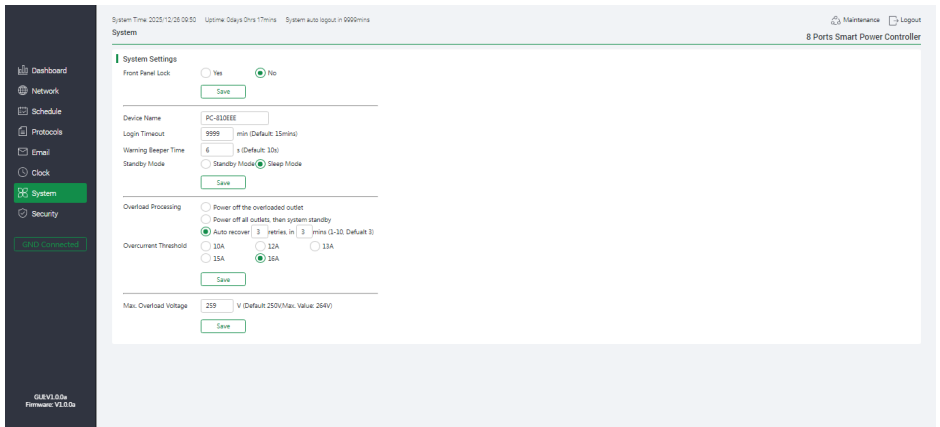 System Time: 2025/12/26 09:50 Uptime: 0days 0hrs 17mins System auto logout in 9999mins
Maintenance Logout
System
8 Ports Smart Power Controller
Dashboard
Network
Schedule
Protocols
Email
Clock
System
Security
GND Connected
GUI:V1.0.0a
Firmware: V1.0.0a
System Settings
Front Panel Lock Yes No
Save
Device Name PC-810EEE
Login Timeout 9999 min (Default: 15mins)
Warning Beeper Time 6 s (Default: 10s)
Standby Mode Standby Mode Sleep Mode
Save
Overload Processing Power off the overloaded outlet
Power off all outlets, then system standby
Auto recover 3 retries, in 3 mins (1-10, Defualt 3)
Overcurrent Threshold 10A 12A 13A
15A 16A
Save
Max. Overload Voltage 259 V (Default 250V,Max. Value: 264V)
Save